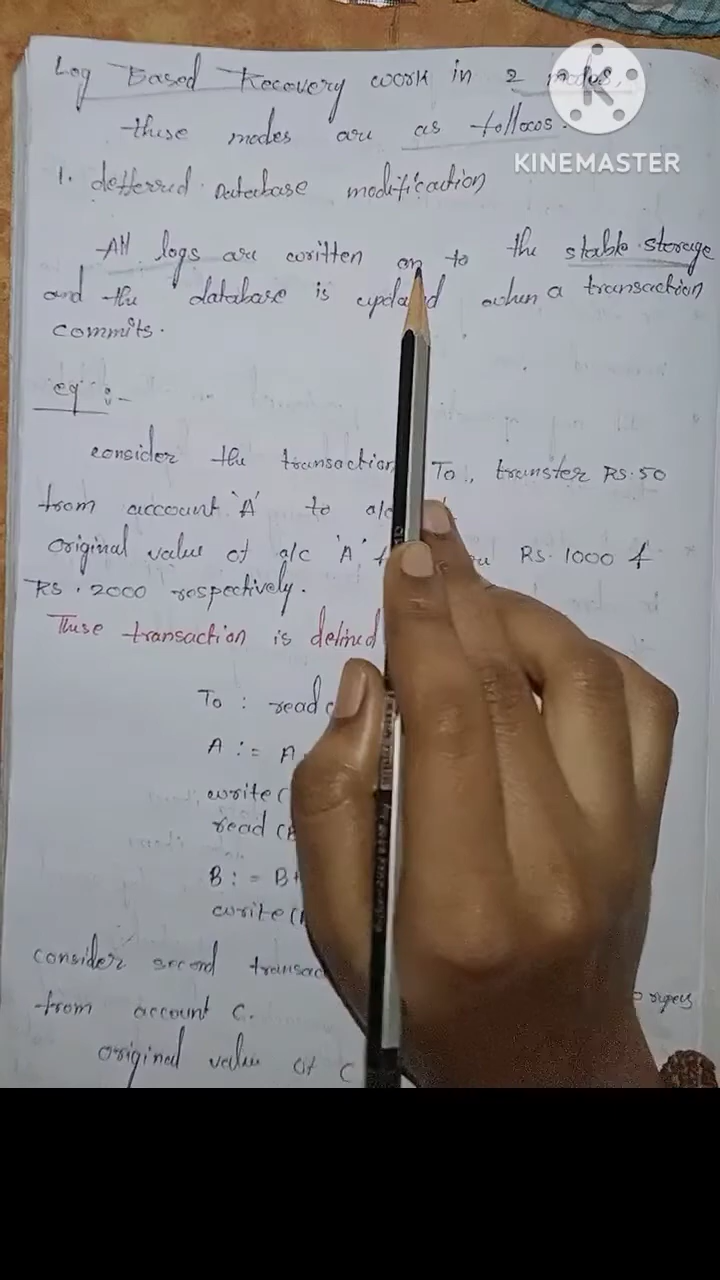 Log Based Recovery work in 2 modes,
KINEMASTER
these modes are as follows.
1. defferred Database modification
All logs are written on to the stable storage
and the database is updated when a transaction
commits.
eg :-
consider the transaction To, transfer RS.50
from account 'A' to a/c
original value of a/c 'A' RS.1000 &
RS.2000 respectively.
These transaction is defined
To : read
A := A
write (
read (B
B := B+
write (
consider second transac
from account C. rupees
original value of C